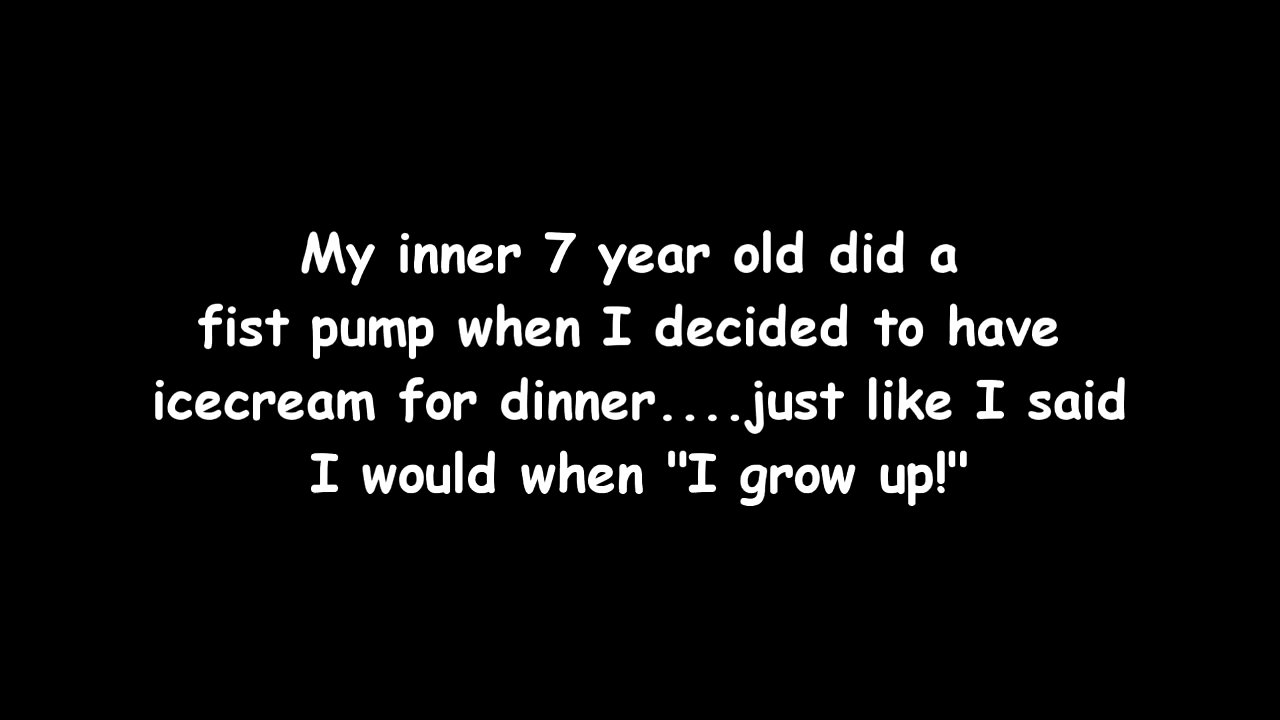 My inner 7 year old did a
fist pump when I decided to have
icecream for dinner....just like I said
I would when "I grow up!"